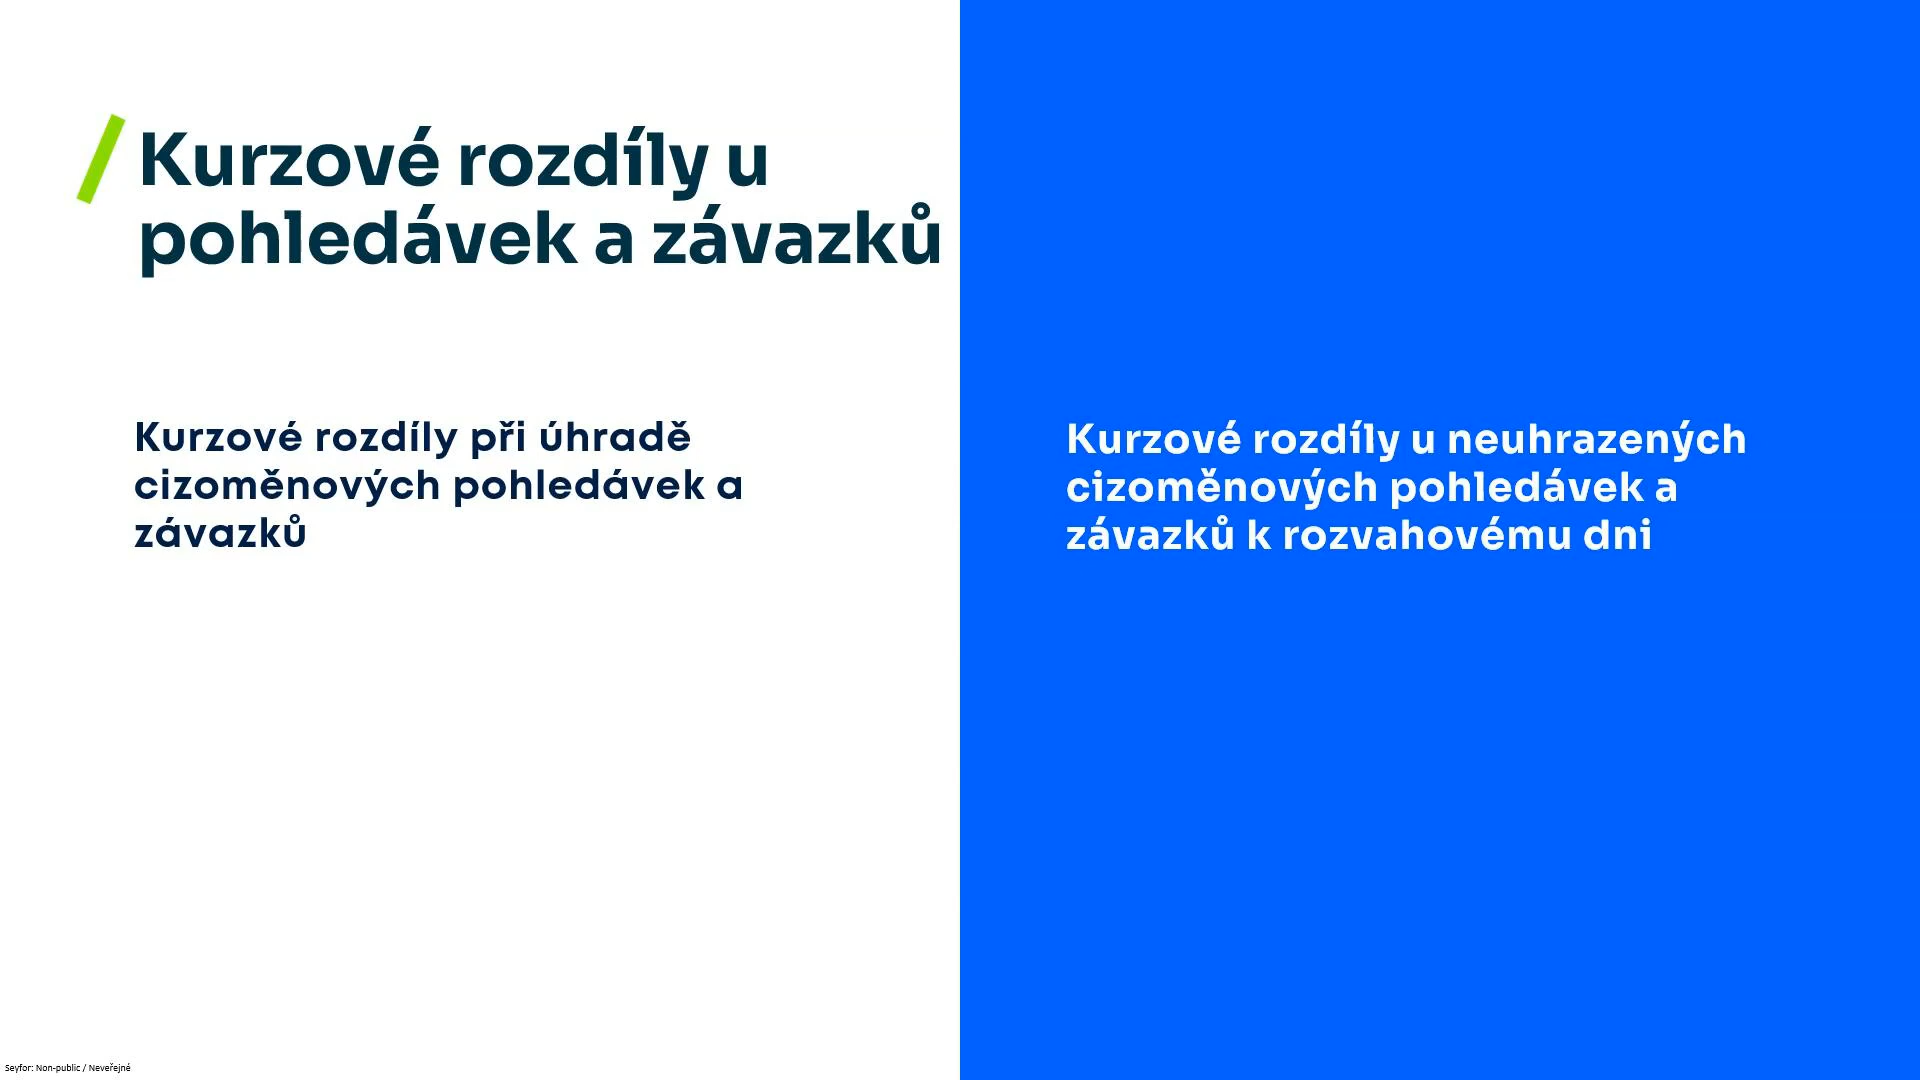 Kurzové rozdíly u
pohledávek a závazků
Kurzové rozdíly při úhradě
cizoměnových pohledávek a
závazků
Kurzové rozdíly u neuhrazených
cizoměnových pohledávek a
závazků k rozvahovému dni
Seyfor: Non-public / Neveřejné